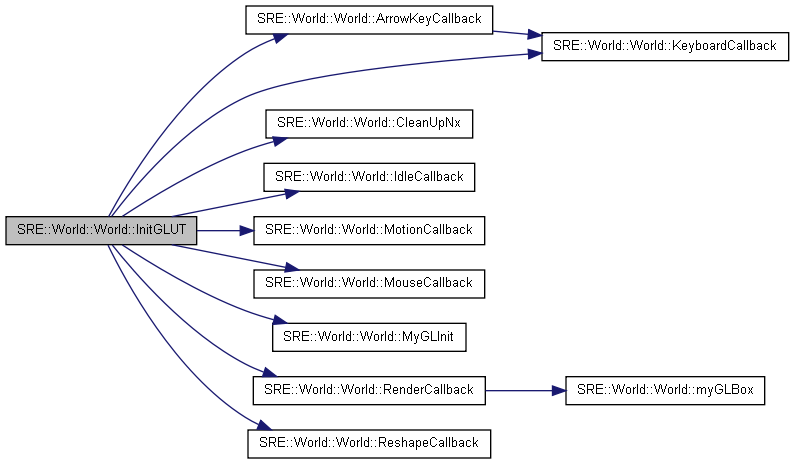 SRE::World::World::ArrowKeyCallback
SRE::World::World::KeyboardCallback
SRE::World::World::CleanUpNx
SRE::World::World::IdleCallback
SRE::World::World::InitGLUT
SRE::World::World::MotionCallback
SRE::World::World::MouseCallback
SRE::World::World::MyGLInit
SRE::World::World::RenderCallback
SRE::World::World::myGLBox
SRE::World::World::ReshapeCallback